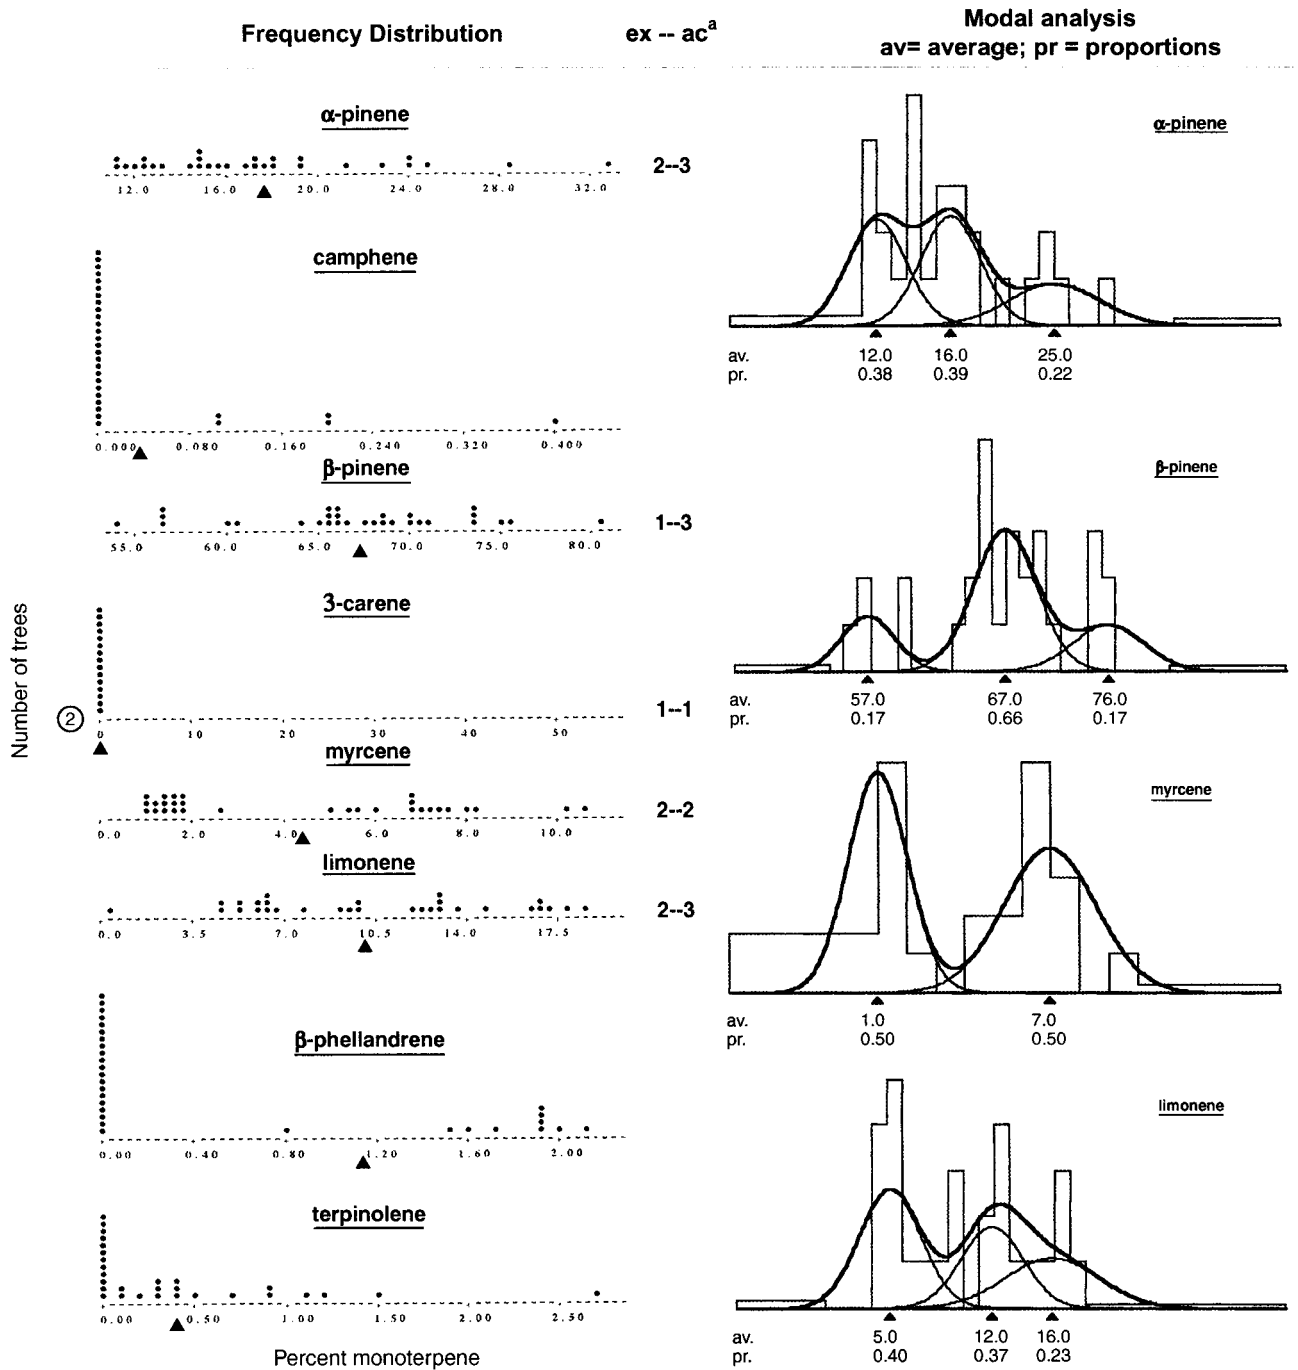 Frequency Distribution
ex -- ac^a
Modal analysis
av= average; pr = proportions
α-pinene
2--3
12.0 16.0 20.0 24.0 28.0 32.0
camphene
0.000 0.080 0.160 0.240 0.320 0.400
β-pinene
1--3
55.0 60.0 65.0 70.0 75.0 80.0
3-carene
1--1
0 10 20 30 40 50
myrcene
2--2
0.0 2.0 4.0 6.0 8.0 10.0
limonene
2--3
0.0 3.5 7.0 10.5 14.0 17.5
β-phellandrene
0.00 0.40 0.80 1.20 1.60 2.00
terpinolene
0.00 0.50 1.00 1.50 2.00 2.50
Percent monoterpene
Number of trees
2
α-pinene
av. 12.0 16.0 25.0
pr. 0.38 0.39 0.22
β-pinene
av. 57.0 67.0 76.0
pr. 0.17 0.66 0.17
myrcene
av. 1.0 7.0
pr. 0.50 0.50
limonene
av. 5.0 12.0 16.0
pr. 0.40 0.37 0.23